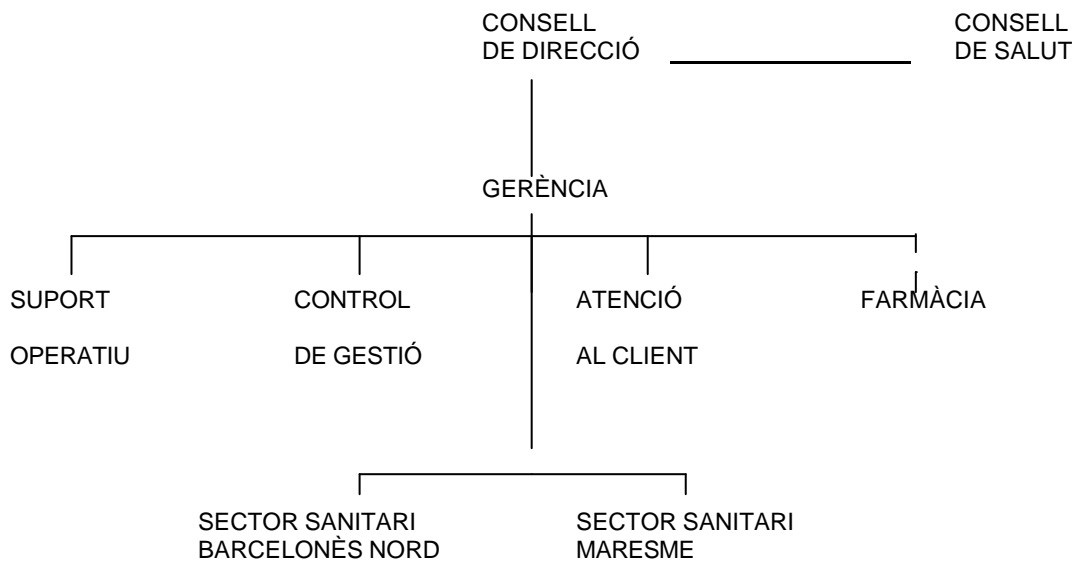 CONSELL
DE DIRECCIÓ
CONSELL
DE SALUT
GERÈNCIA
SUPORT
OPERATIU
CONTROL
DE GESTIÓ
ATENCIÓ
AL CLIENT
FARMÀCIA
SECTOR SANITARI
BARCELONÈS NORD
SECTOR SANITARI
MARESME